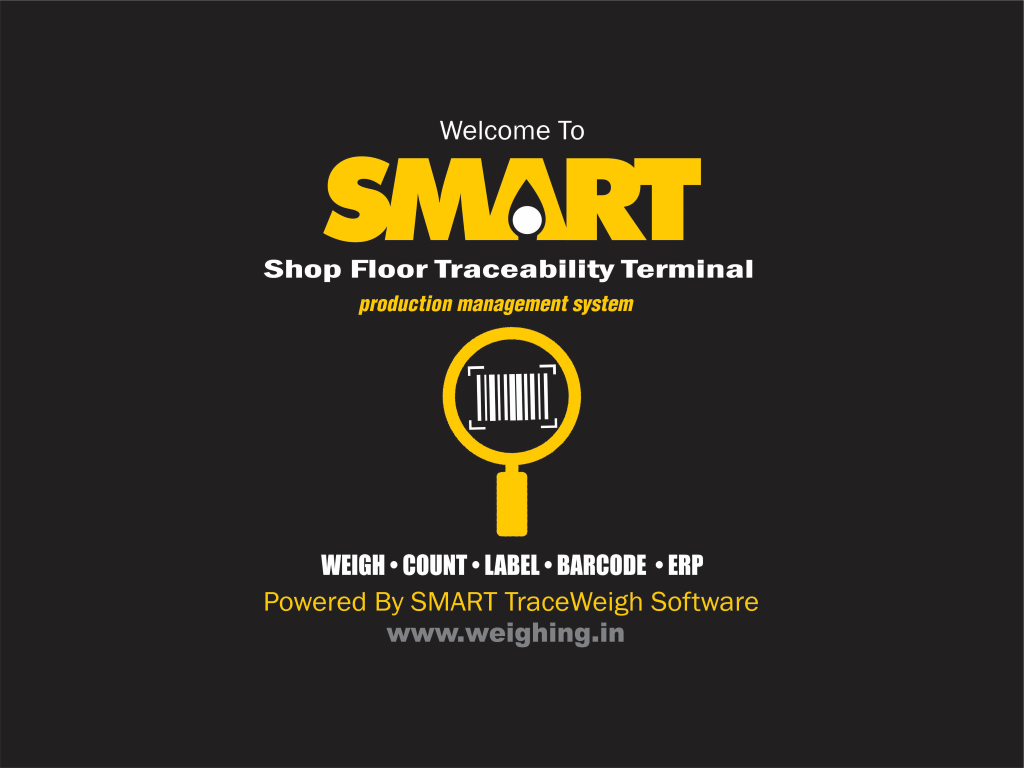 Welcome To
SMART
Shop Floor Traceability Terminal
production management system
WEIGH • COUNT • LABEL • BARCODE • ERP
Powered By SMART TraceWeigh Software
www.weighing.in